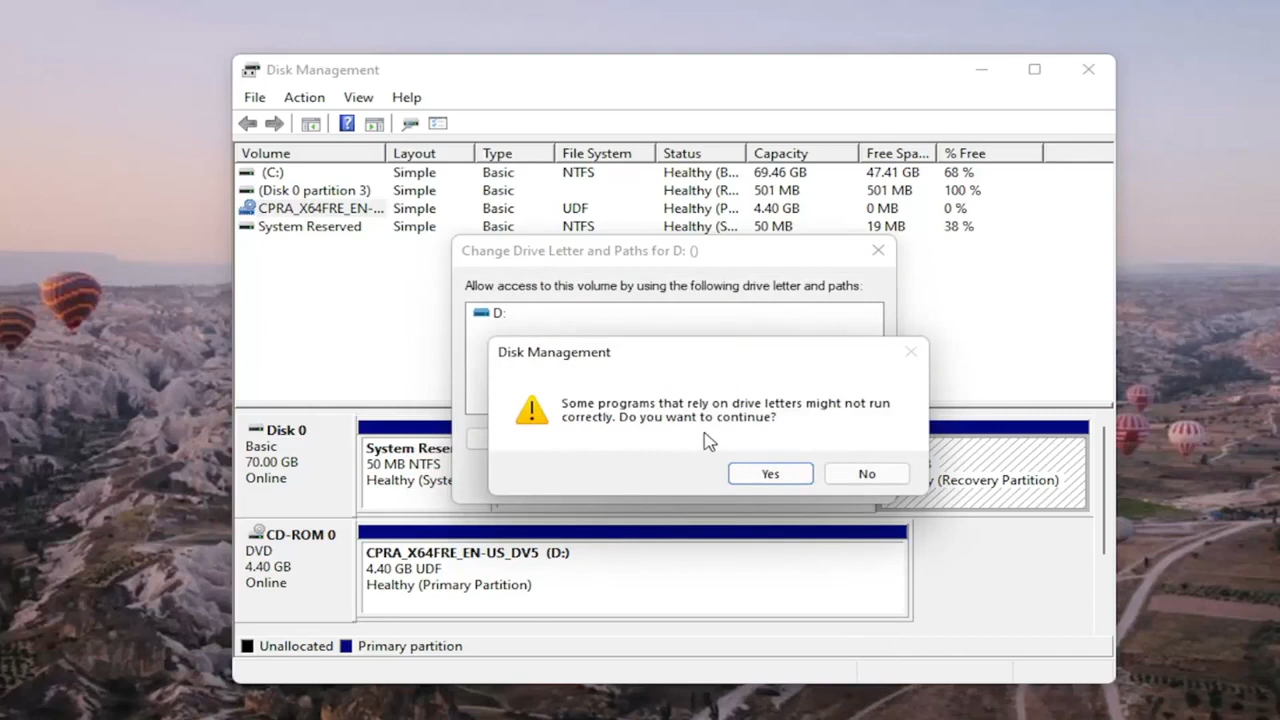 Disk Management
File Action View Help
Volume Layout Type File System Status Capacity Free Spa... % Free
(C:) Simple Basic NTFS Healthy (B... 69.46 GB 47.41 GB 68 %
(Disk 0 partition 3) Simple Basic Healthy (R... 501 MB 501 MB 100 %
CPRA_X64FRE_EN-... Simple Basic UDF Healthy (P... 4.40 GB 0 MB 0 %
System Reserved Simple Basic NTFS Healthy (S... 50 MB 19 MB 38 %
Change Drive Letter and Paths for D: ()
Allow access to this volume by using the following drive letter and paths:
D:
Disk Management
Some programs that rely on drive letters might not run
correctly. Do you want to continue?
Yes No
Disk 0
Basic
70.00 GB
Online
System Rese
50 MB NTFS
Healthy (Syste
(Recovery Partition)
CD-ROM 0
DVD
4.40 GB
Online
CPRA_X64FRE_EN-US_DV5 (D:)
4.40 GB UDF
Healthy (Primary Partition)
Unallocated Primary partition